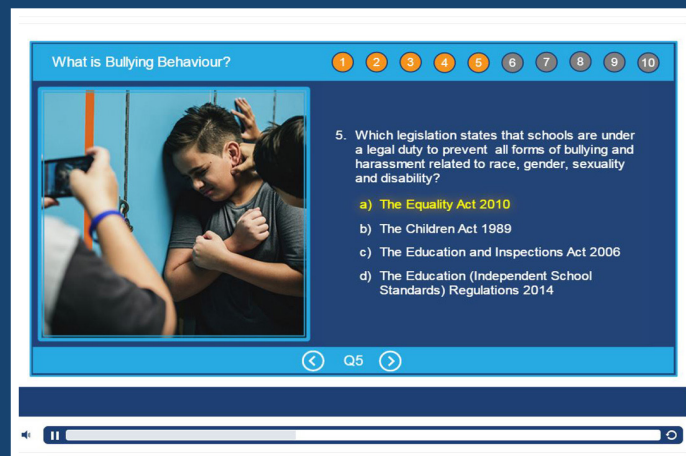 What is Bullying Behaviour?
1 2 3 4 5 6 7 8 9 10
5. Which legislation states that schools are under
a legal duty to prevent all forms of bullying and
harassment related to race, gender, sexuality
and disability?
a) The Equality Act 2010
b) The Children Act 1989
c) The Education and Inspections Act 2006
d) The Education (Independent School
Standards) Regulations 2014
Q5